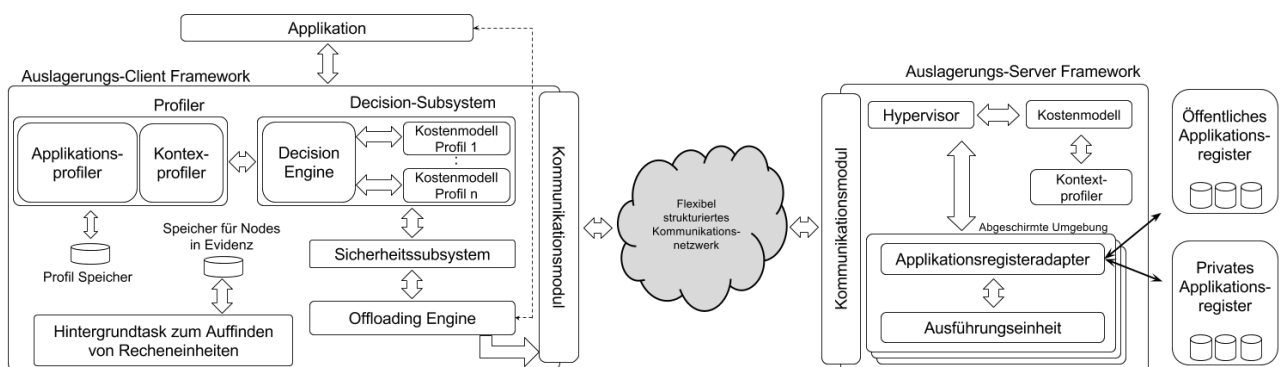 Applikation
Auslagerungs-Client Framework
Profiler
Applikations-
profiler
Kontex-
profiler
Profil Speicher
Speicher für Nodes
in Evidenz
Hintergrundtask zum Auffinden
von Recheneinheiten
Decision-Subsystem
Decision
Engine
Kostenmodell
Profil 1
Kostenmodell
Profil n
Sicherheitssubsystem
Offloading Engine
Kommunikationsmodul
Flexibel
strukturiertes
Kommunikations-
netzwerk
Auslagerungs-Server Framework
Kommunikationsmodul
Hypervisor
Kostenmodell
Kontext-
profiler
Abgeschirmte Umgebung
Applikationsregisteradapter
Ausführungseinheit
Öffentliches
Applikations-
register
Privates
Applikations-
register